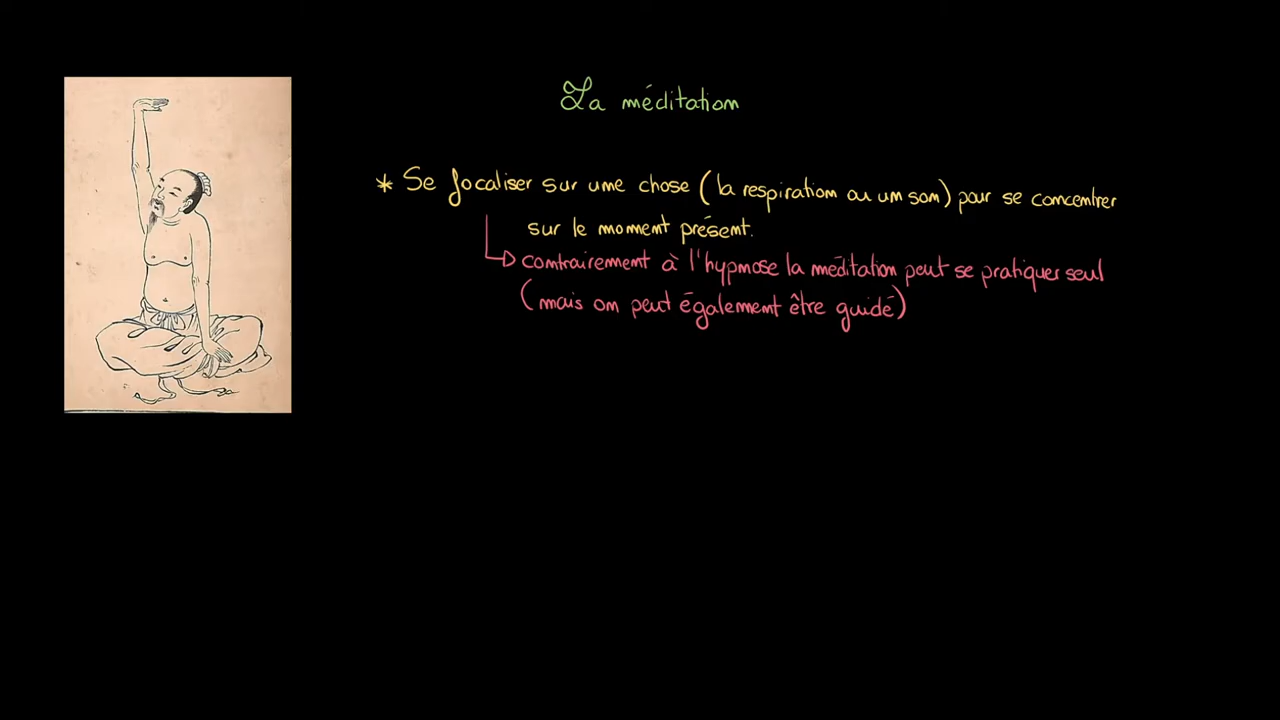 La méditation
* Se focaliser sur une chose (la respiration ou un son) pour se concentrer
sur le moment présent.
contrairement à l'hypnose la méditation peut se pratiquer seul
(mais on peut également être guidé)